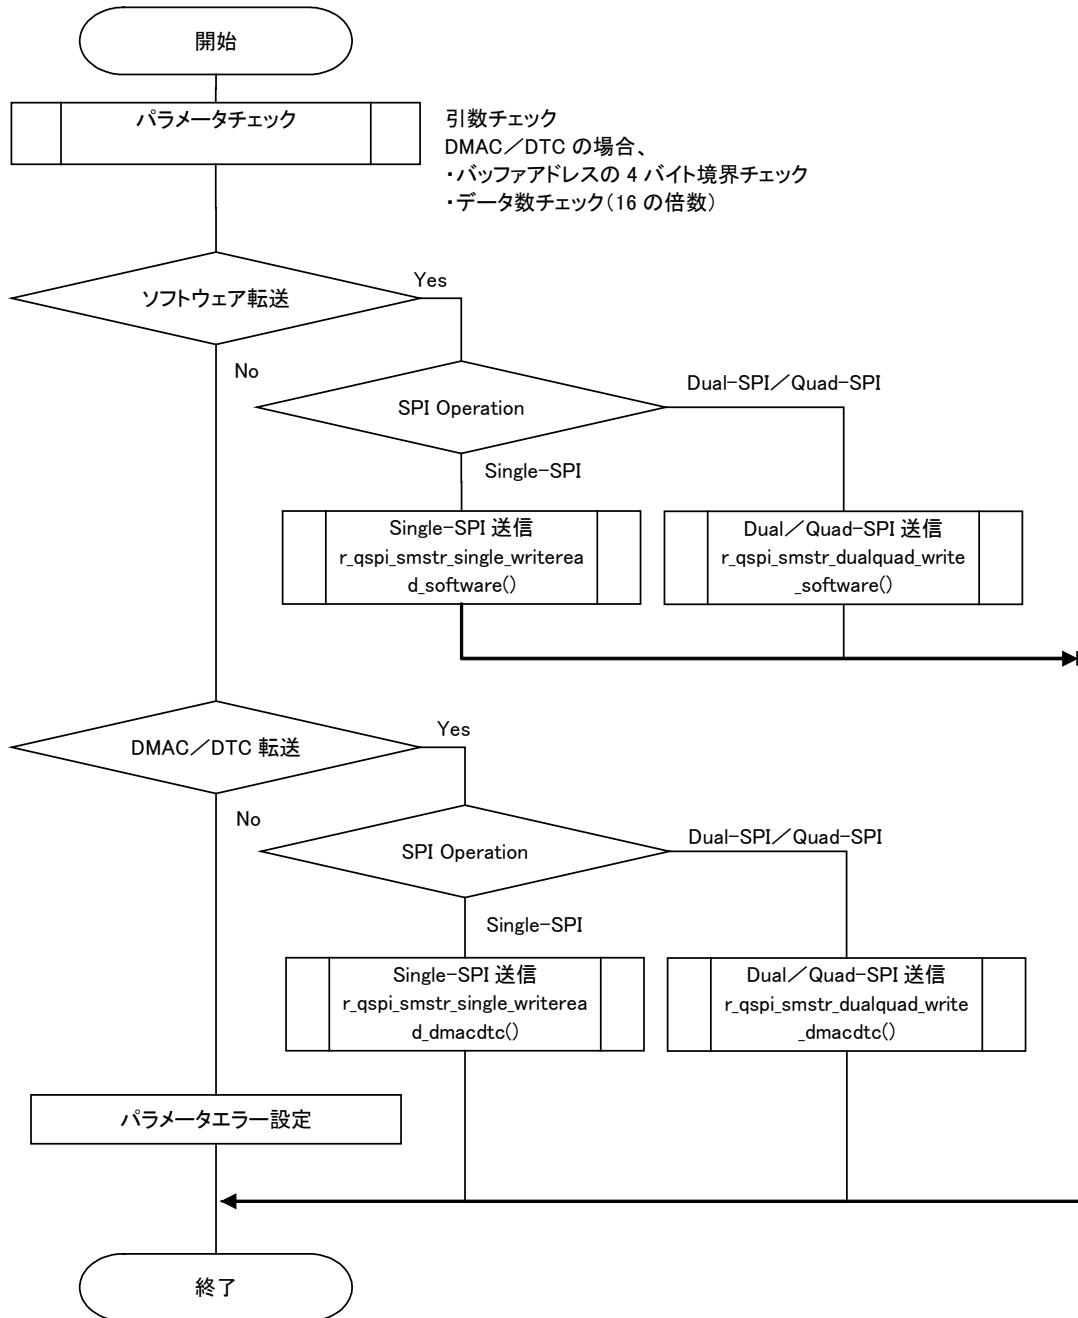 開始
パラメータチェック
引数チェック
DMAC／DTC の場合、
・バッファアドレスの 4 バイト境界チェック
・データ数チェック（16 の倍数）
ソフトウェア転送
Yes
No
SPI Operation
Dual-SPI／Quad-SPI
Single-SPI
Single-SPI 送信
r_qspi_smstr_single_writerea
d_software()
Dual／Quad-SPI 送信
r_qspi_smstr_dualquad_write
_software()
DMAC／DTC 転送
Yes
No
SPI Operation
Dual-SPI／Quad-SPI
Single-SPI
Single-SPI 送信
r_qspi_smstr_single_writerea
d_dmacdtc()
Dual／Quad-SPI 送信
r_qspi_smstr_dualquad_write
_dmacdtc()
パラメータエラー設定
終了